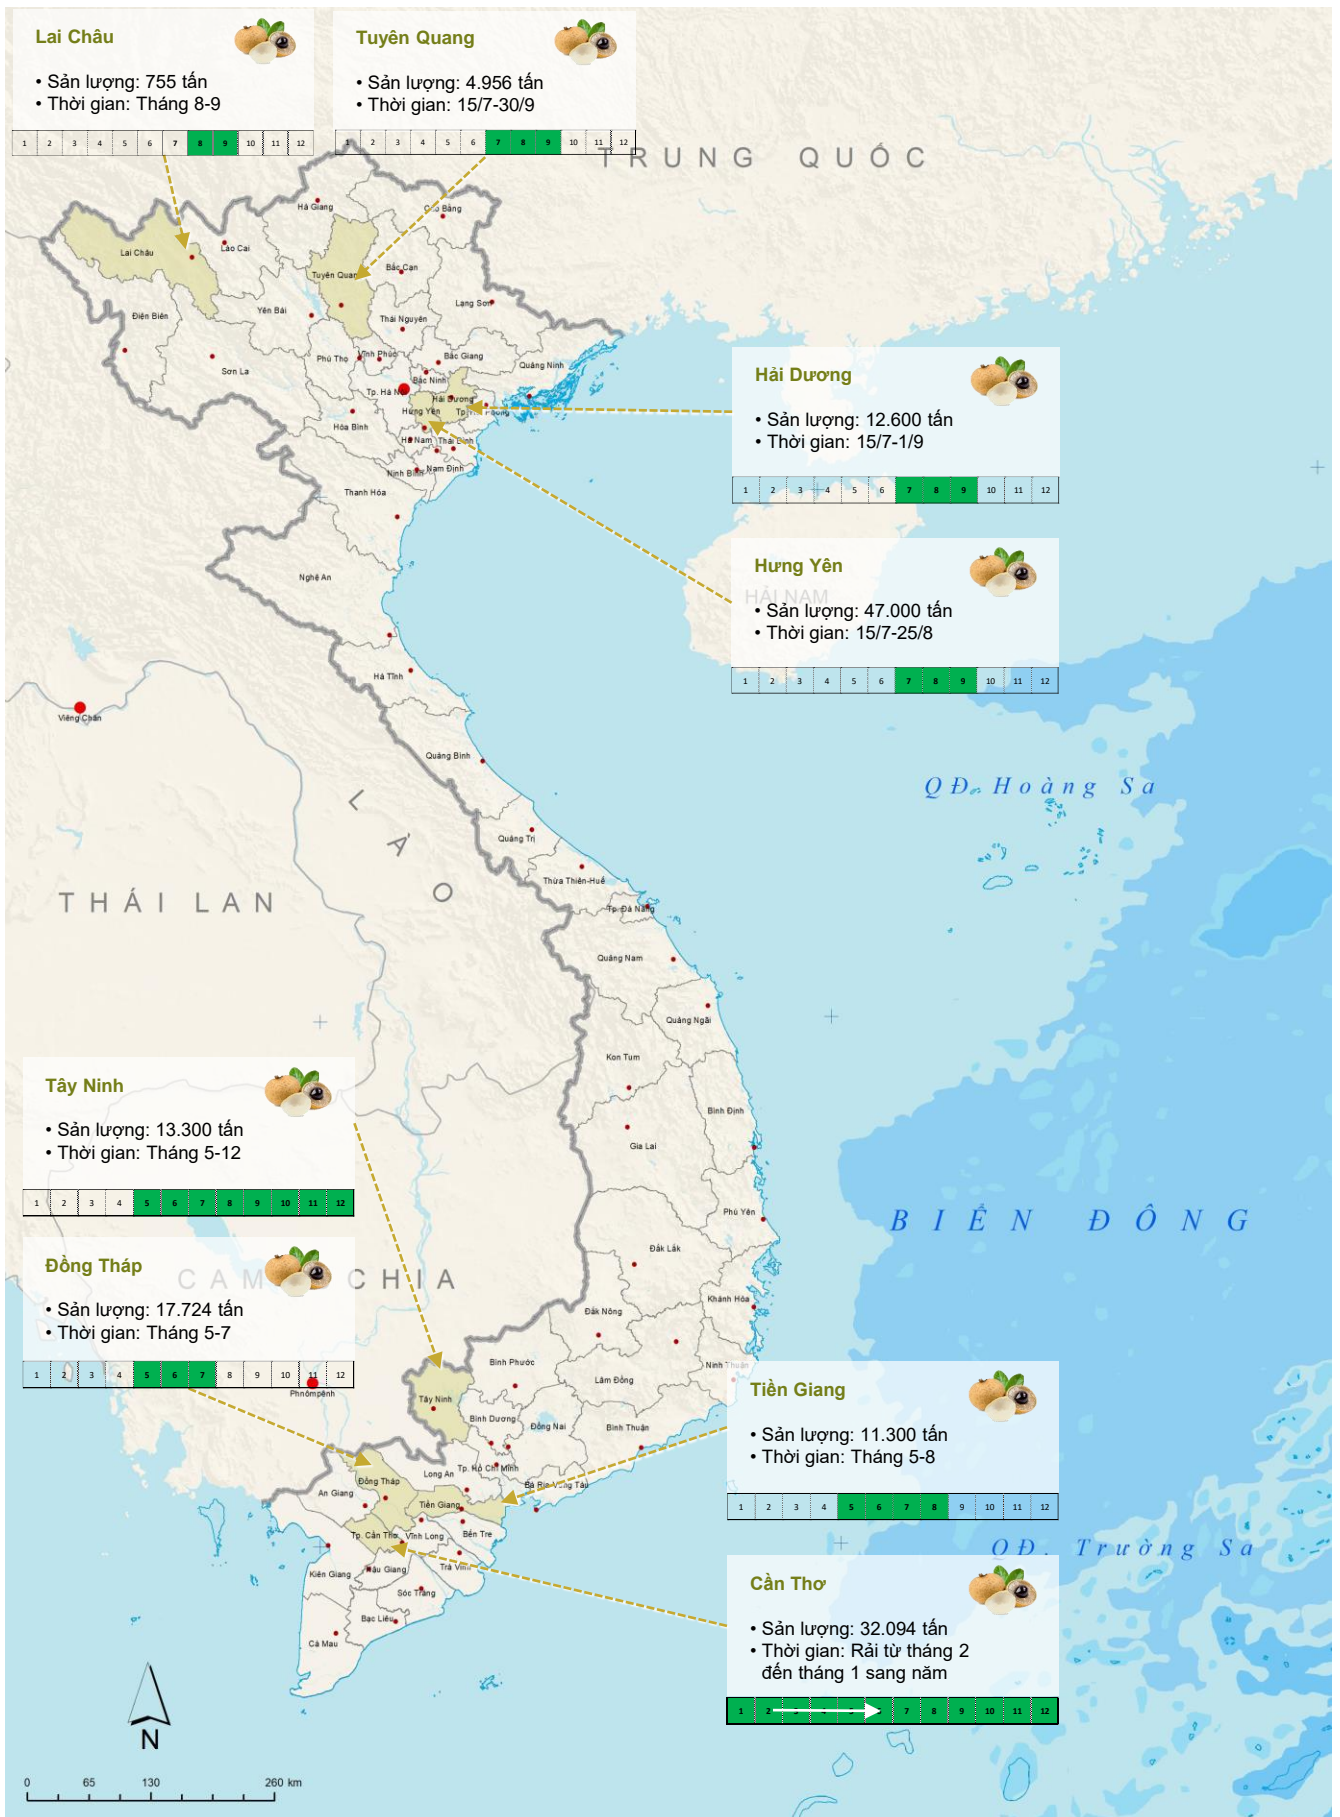 Lai Châu
• Sản lượng: 755 tấn
• Thời gian: Tháng 8-9
1 2 3 4 5 6 7 8 9 10 11 12
Tuyên Quang
• Sản lượng: 4.956 tấn
• Thời gian: 15/7-30/9
1 2 3 4 5 6 7 8 9 10 11 12
TRUNG QUỐC
Hà Giang
Cao Bằng
Lai Châu
Lào Cai
Tuyên Quang
Bắc Cạn
Điện Biên
Yên Bái
Lạng Sơn
Thái Nguyên
Sơn La
Phú Thọ
Vĩnh Phúc
Bắc Giang
Quảng Ninh
Bắc Ninh
Tp. Hà Nội
Hải Dương
Hưng Yên
Hòa Bình
Hà Nam
Thái Bình
Ninh Bình
Nam Định
Thanh Hóa
Hải Dương
• Sản lượng: 12.600 tấn
• Thời gian: 15/7-1/9
1 2 3 4 5 6 7 8 9 10 11 12
Hưng Yên
HẢI NAM
• Sản lượng: 47.000 tấn
• Thời gian: 15/7-25/8
1 2 3 4 5 6 7 8 9 10 11 12
Nghệ An
Hà Tĩnh
Viêng Chăn
Quảng Bình
QĐ. Hoàng Sa
LÀO
Quảng Trị
Thừa Thiên-Huế
THÁI LAN
Tp. Đà Nẵng
Quảng Nam
Quảng Ngãi
Kon Tum
Bình Định
Gia Lai
Tây Ninh
• Sản lượng: 13.300 tấn
• Thời gian: Tháng 5-12
1 2 3 4 5 6 7 8 9 10 11 12
Phú Yên
BIỂN ĐÔNG
Đồng Tháp
CAM CHIA
• Sản lượng: 17.724 tấn
• Thời gian: Tháng 5-7
1 2 3 4 5 6 7 8 9 10 11 12
Phnômpênh
Đắk Lắk
Khánh Hòa
Đắk Nông
Bình Phước
Ninh Thuận
Lâm Đồng
Tây Ninh
Bình Dương
Đồng Nai
Bình Thuận
Tp. Hồ Chí Minh
Long An
Bà Rịa-Vũng Tàu
Đồng Tháp
An Giang
Tiền Giang
Tp. Cần Thơ
Vĩnh Long
Bến Tre
Kiên Giang
Hậu Giang
Trà Vinh
Sóc Trăng
Bạc Liêu
Cà Mau
Tiền Giang
• Sản lượng: 11.300 tấn
• Thời gian: Tháng 5-8
1 2 3 4 5 6 7 8 9 10 11 12
QĐ. Trường Sa
Cần Thơ
• Sản lượng: 32.094 tấn
• Thời gian: Rải từ tháng 2
đến tháng 1 sang năm
1 2 3 4 5 6 7 8 9 10 11 12
N
0 65 130 260 km